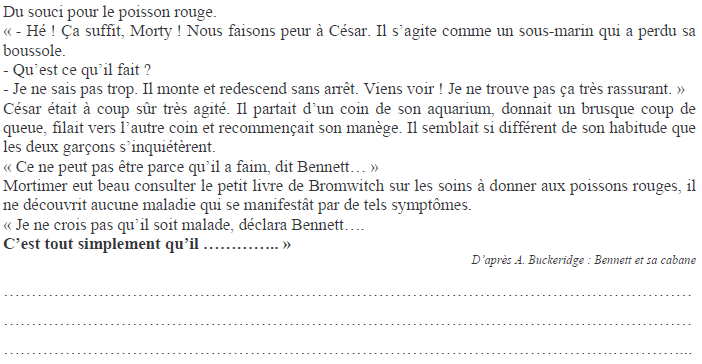 Du souci pour le poisson rouge.
« - Hé ! Ça suffit, Morty ! Nous faisons peur à César. Il s’agite comme un sous-marin qui a perdu sa
boussole.
- Qu’est ce qu’il fait ?
- Je ne sais pas trop. Il monte et redescend sans arrêt. Viens voir ! Je ne trouve pas ça très rassurant. »
César était à coup sûr très agité. Il partait d’un coin de son aquarium, donnait un brusque coup de
queue, filait vers l’autre coin et recommençait son manège. Il semblait si différent de son habitude que
les deux garçons s’inquiétèrent.
« Ce ne peut pas être parce qu’il a faim, dit Bennett… »
Mortimer eut beau consulter le petit livre de Bromwitch sur les soins à donner aux poissons rouges, il
ne découvrit aucune maladie qui se manifestât par de tels symptômes.
« Je ne crois pas qu’il soit malade, déclara Bennett….
C’est tout simplement qu’il ………….. »
D’après A. Buckeridge : Bennett et sa cabane
……………………………………………………………………………………………………………
……………………………………………………………………………………………………………
………………………………………………………………………………………………….………...